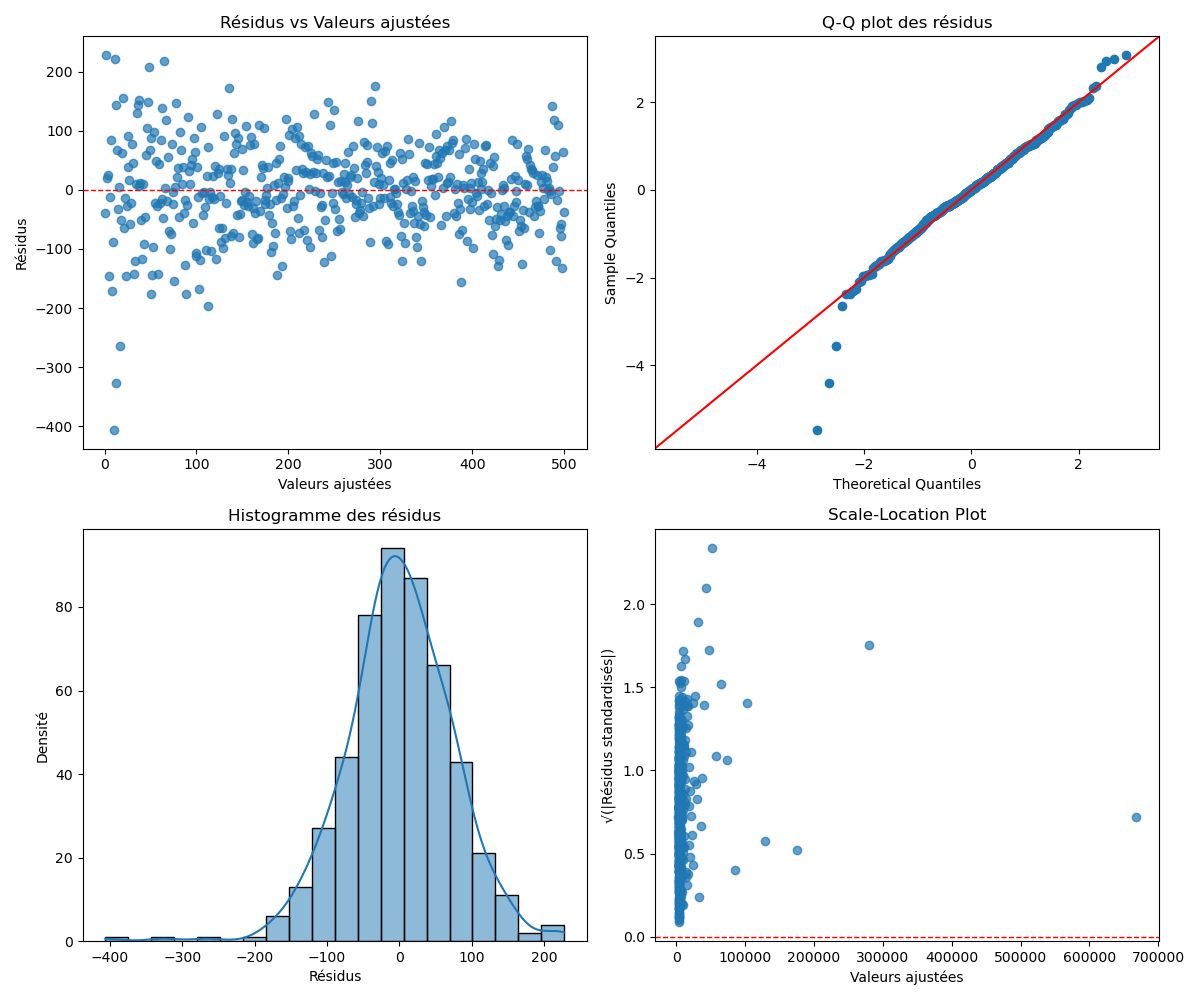 Résidus vs Valeurs ajustées
200
100
0
−100
−200
−300
−400
Résidus
0 100 200 300 400 500
Valeurs ajustées
Q-Q plot des résidus
2
0
−2
−4
Sample Quantiles
−4 −2 0 2
Theoretical Quantiles
Histogramme des résidus
80
60
40
20
0
Densité
−400 −300 −200 −100 0 100 200
Résidus
Scale-Location Plot
2.0
1.5
1.0
0.5
0.0
√(|Résidus standardisés|)
0 100000 200000 300000 400000 500000 600000 700000
Valeurs ajustées